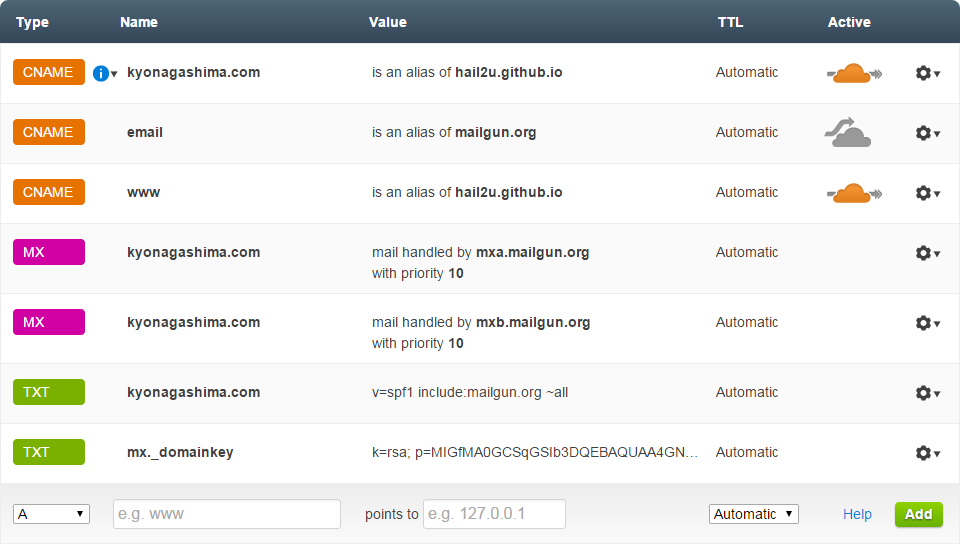 Type Name Value TTL Active
CNAME i kyonagashima.com is an alias of hail2u.github.io Automatic
CNAME email is an alias of mailgun.org Automatic
CNAME www is an alias of hail2u.github.io Automatic
MX kyonagashima.com mail handled by mxa.mailgun.org Automatic
with priority 10
MX kyonagashima.com mail handled by mxb.mailgun.org Automatic
with priority 10
TXT kyonagashima.com v=spf1 include:mailgun.org ~all Automatic
TXT mx._domainkey k=rsa; p=MIGfMA0GCSqGSIb3DQEBAQUAA4GN... Automatic
A e.g. www points to e.g. 127.0.0.1 Automatic Help Add